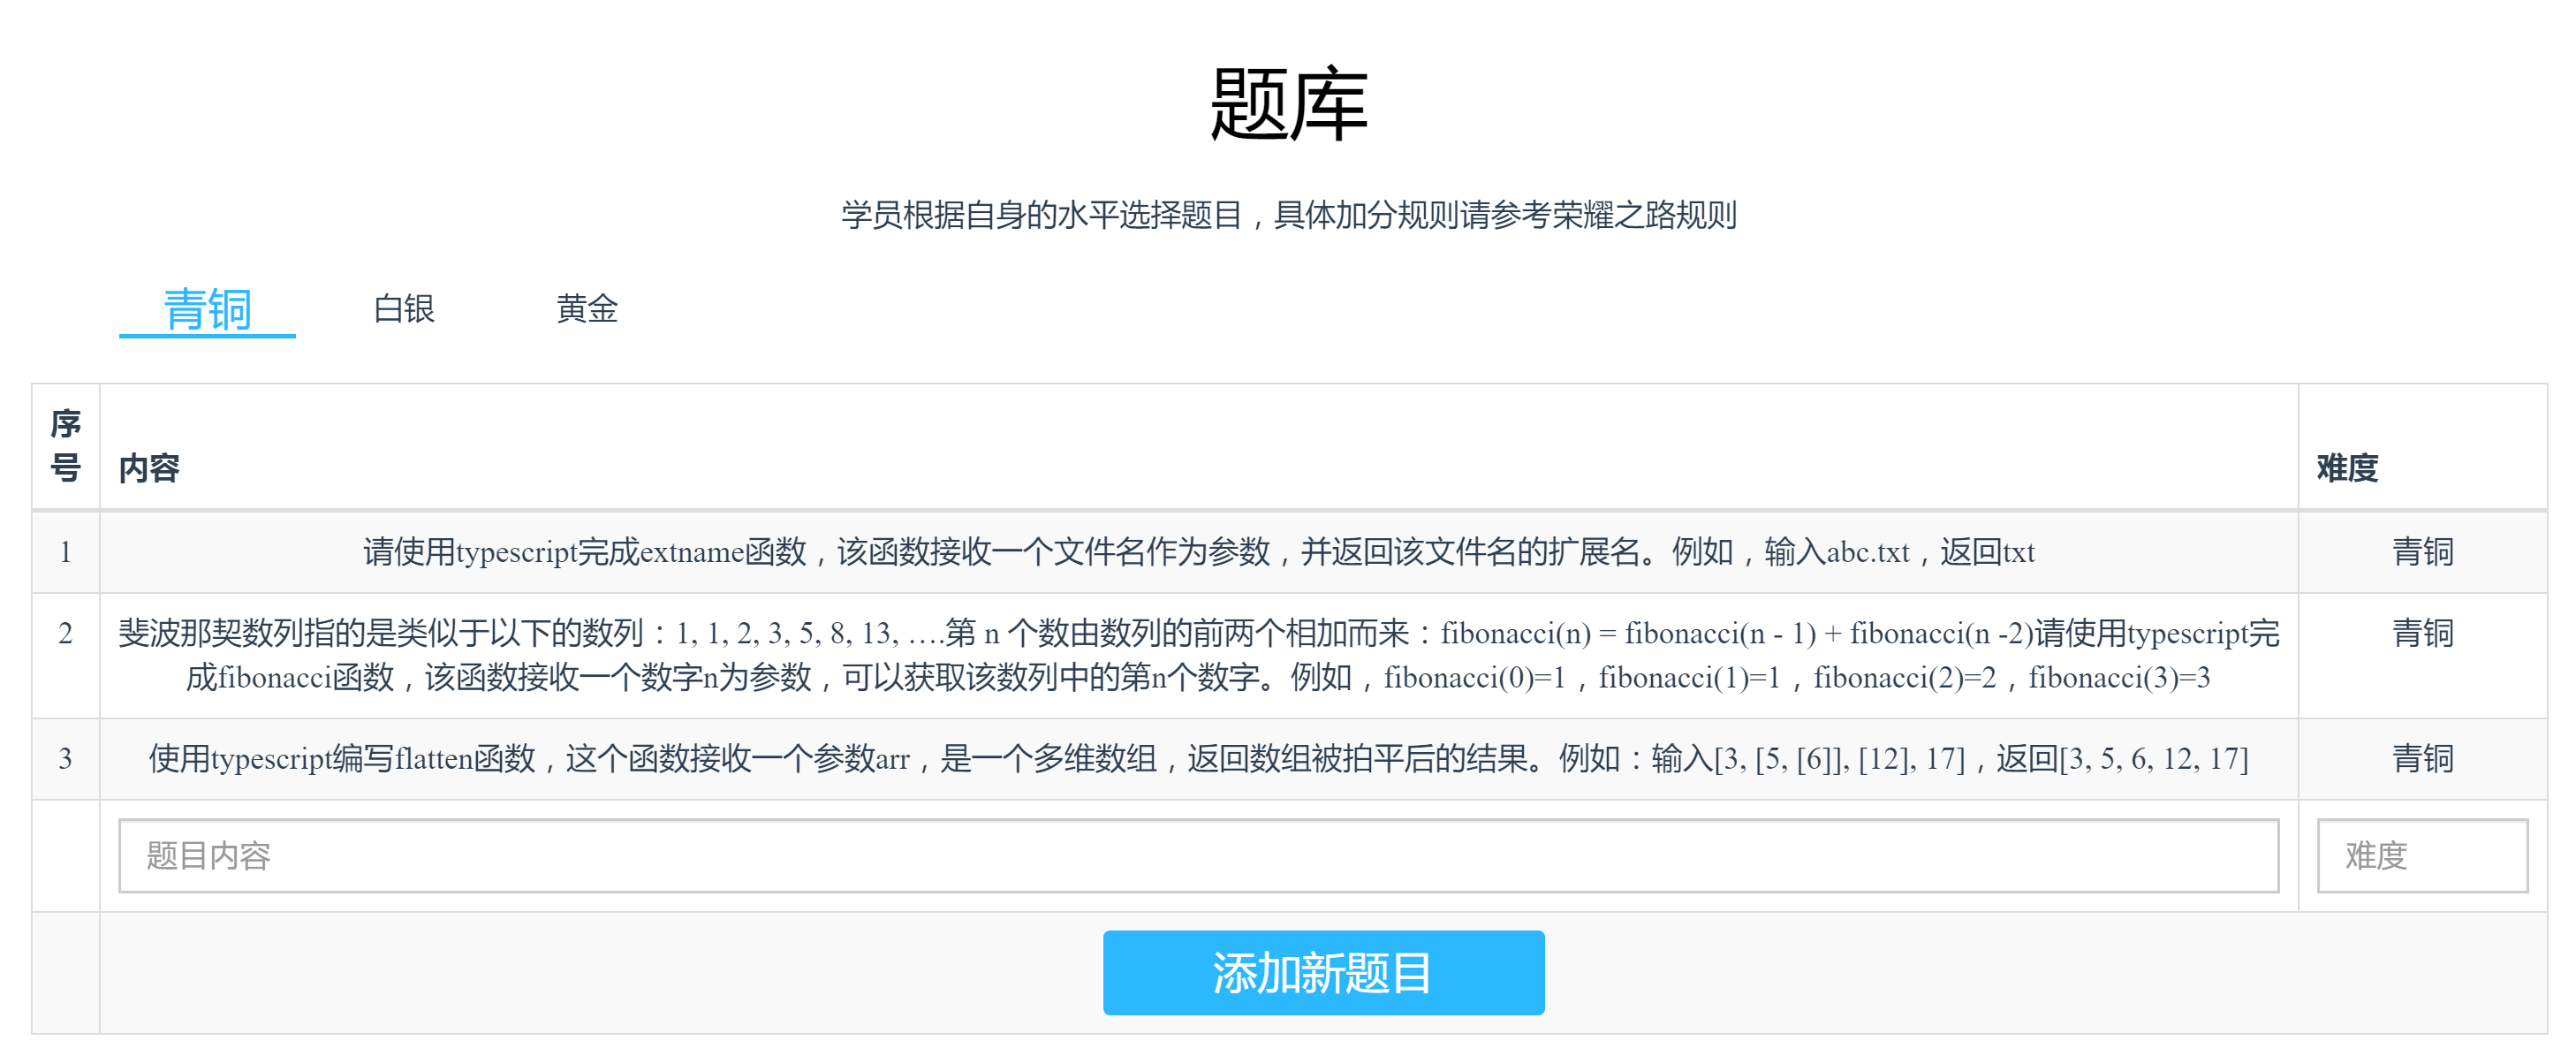 题库
学员根据自身的水平选择题目，具体加分规则请参考荣耀之路规则
青铜 白银 黄金
序
号 内容 难度
1 请使用typescript完成extname函数，该函数接收一个文件名作为参数，并返回该文件名的扩展名。例如，输入abc.txt，返回txt 青铜
2 斐波那契数列指的是类似于以下的数列：1, 1, 2, 3, 5, 8, 13, ….第 n 个数由数列的前两个相加而来：fibonacci(n) = fibonacci(n - 1) + fibonacci(n -2)请使用typescript完 青铜
成fibonacci函数，该函数接收一个数字n为参数，可以获取该数列中的第n个数字。例如，fibonacci(0)=1，fibonacci(1)=1，fibonacci(2)=2，fibonacci(3)=3
3 使用typescript编写flatten函数，这个函数接收一个参数arr，是一个多维数组，返回数组被拍平后的结果。例如：输入[3, [5, [6]], [12], 17]，返回[3, 5, 6, 12, 17] 青铜
题目内容 难度
添加新题目